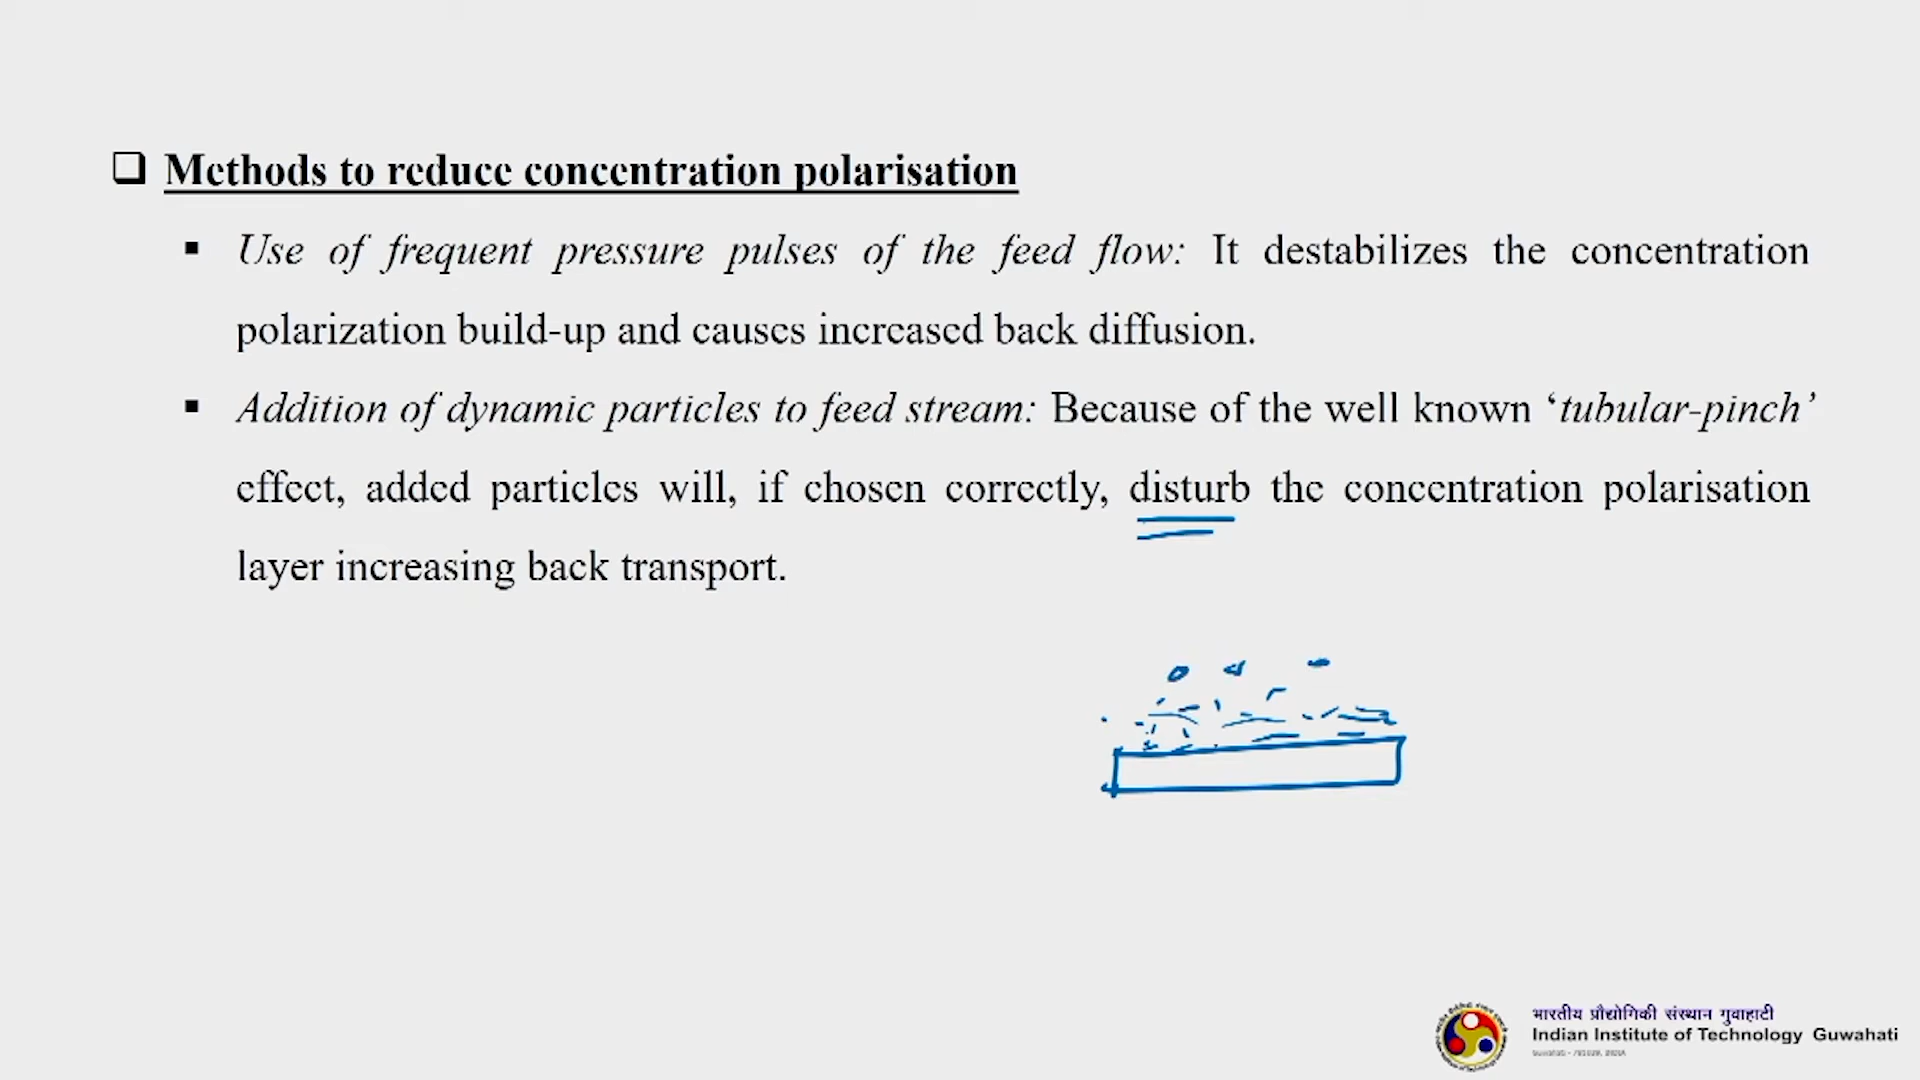 Methods to reduce concentration polarisation
Use of frequent pressure pulses of the feed flow: It destabilizes the concentration
polarization build-up and causes increased back diffusion.
Addition of dynamic particles to feed stream: Because of the well known ‘tubular-pinch’
effect, added particles will, if chosen correctly, disturb the concentration polarisation
layer increasing back transport.
भारतीय प्रौद्योगिकी संस्थान गुवाहाटी
Indian Institute of Technology Guwahati